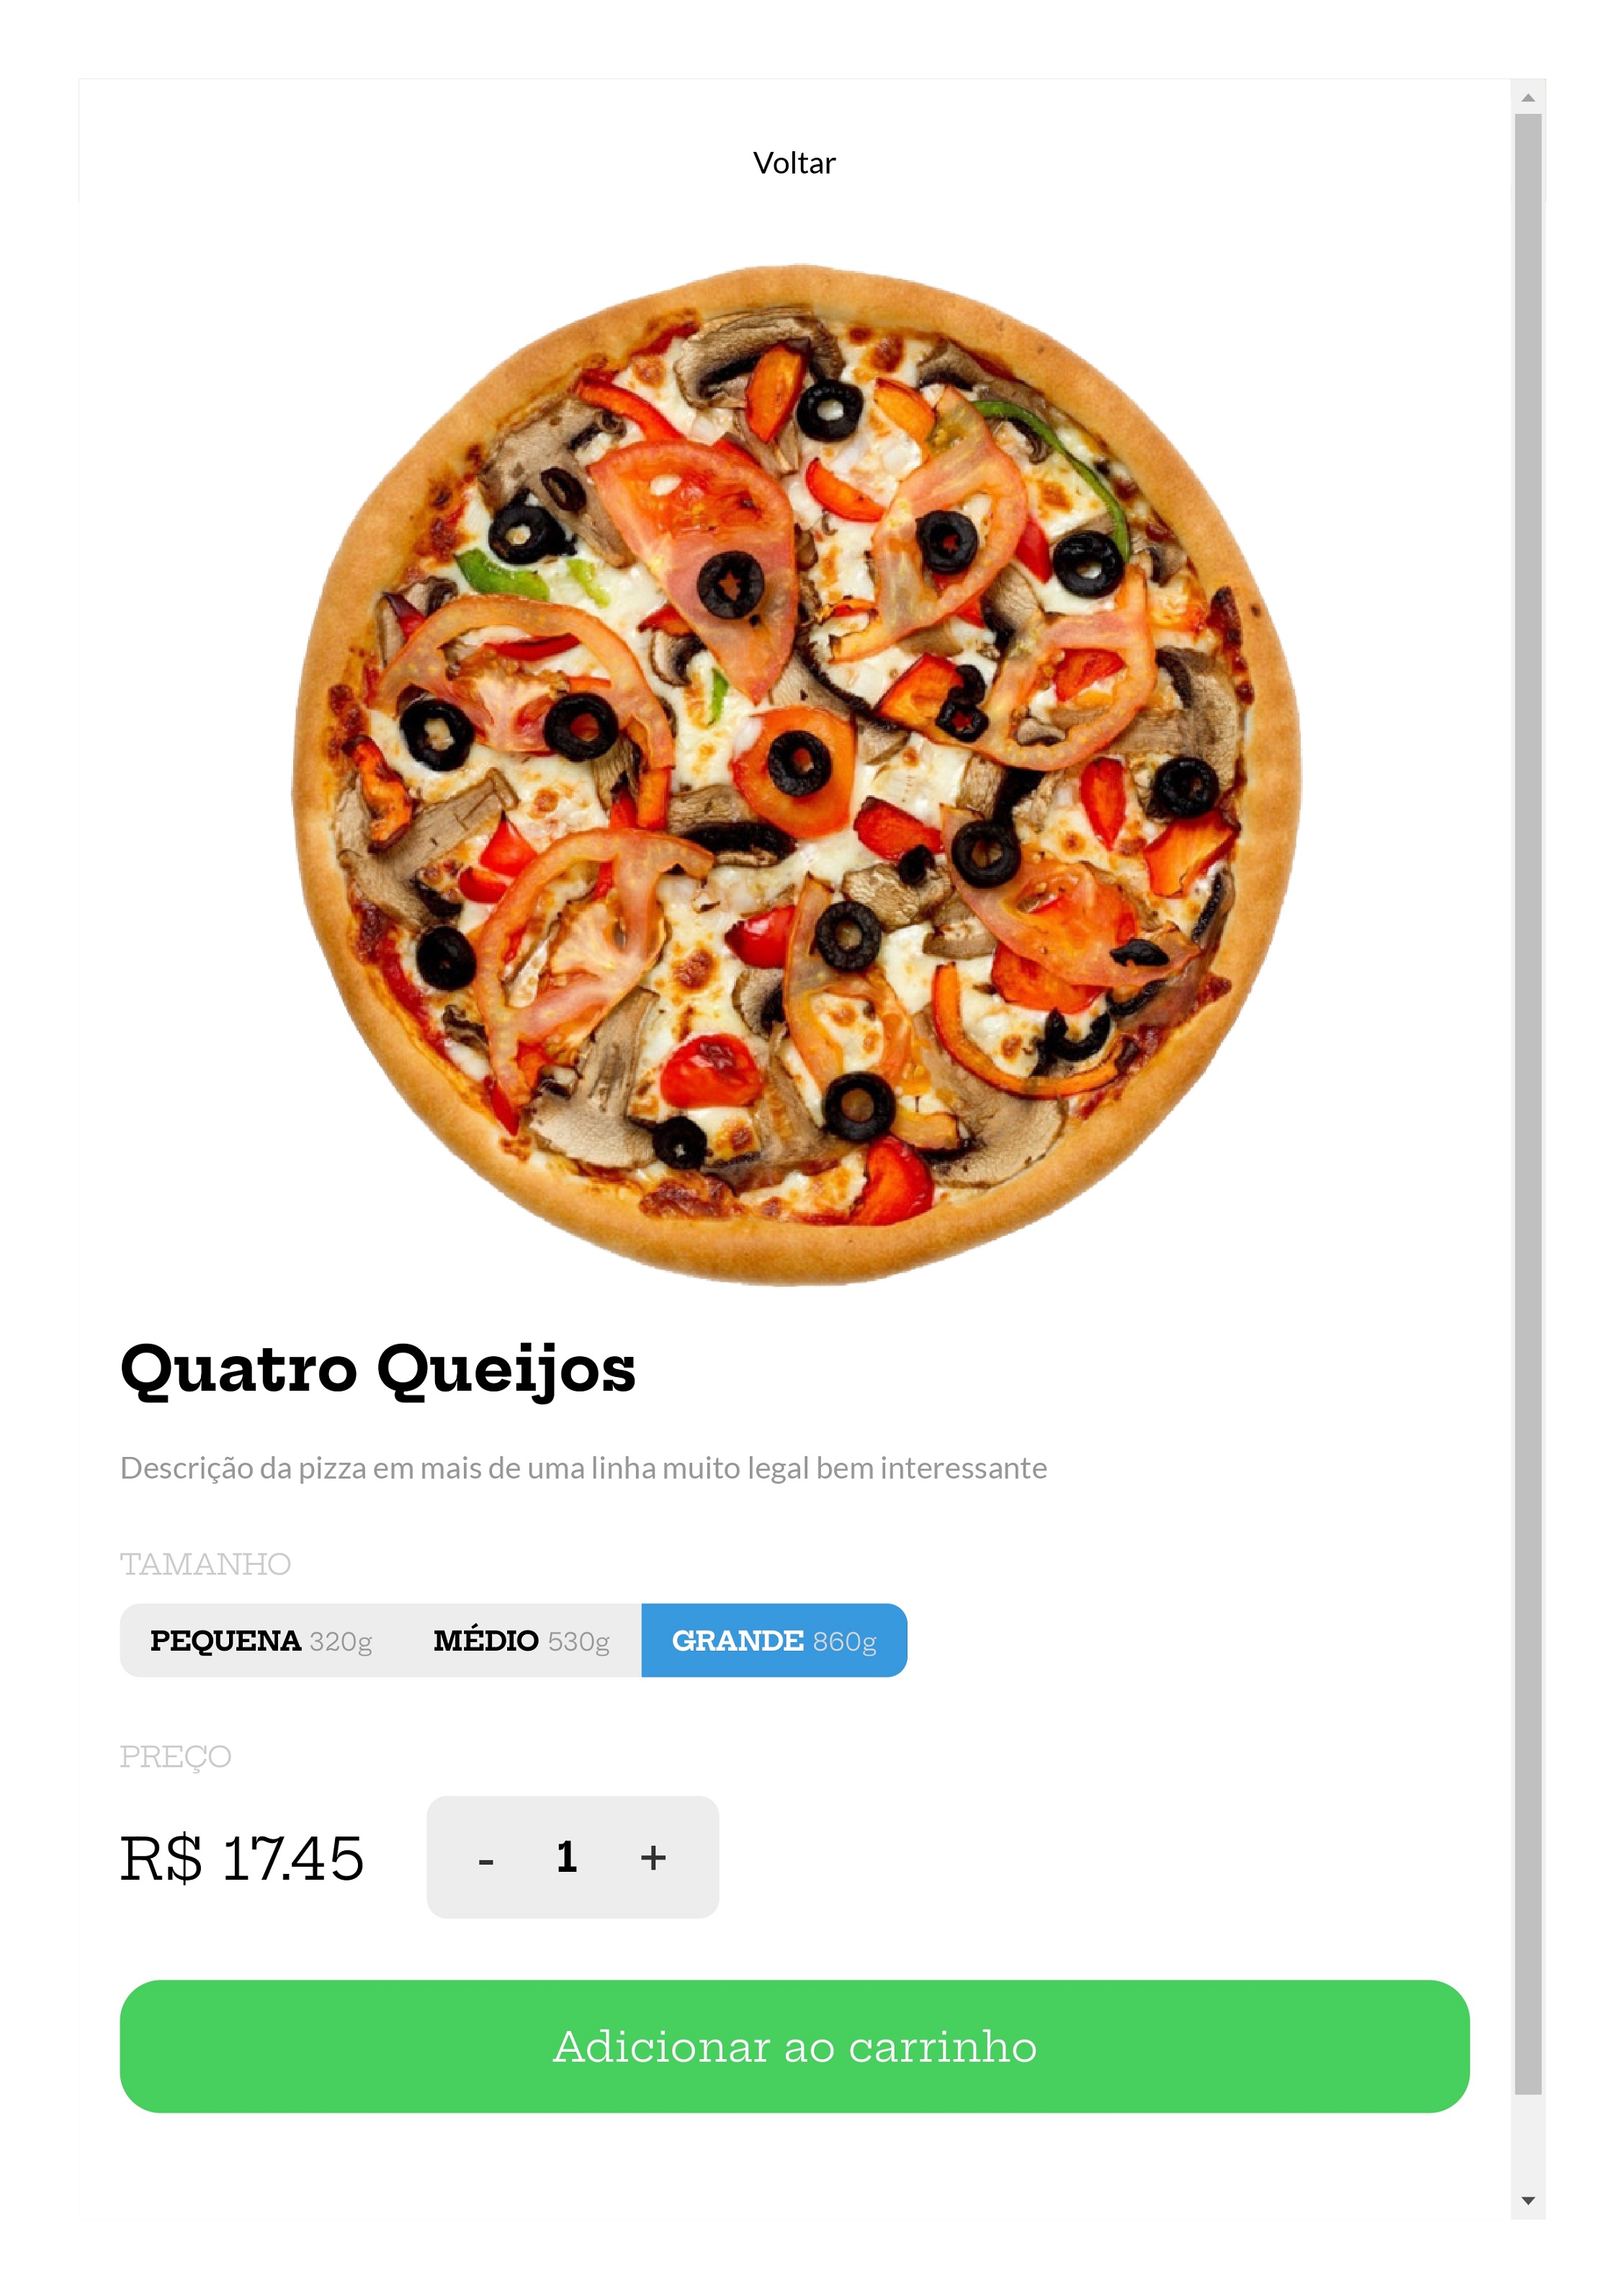 Voltar
Quatro Queijos
Descrição da pizza em mais de uma linha muito legal bem interessante
TAMANHO
PEQUENA 320g MÉDIO 530g GRANDE 860g
PREÇO
R$ 17.45 - 1 +
Adicionar ao carrinho